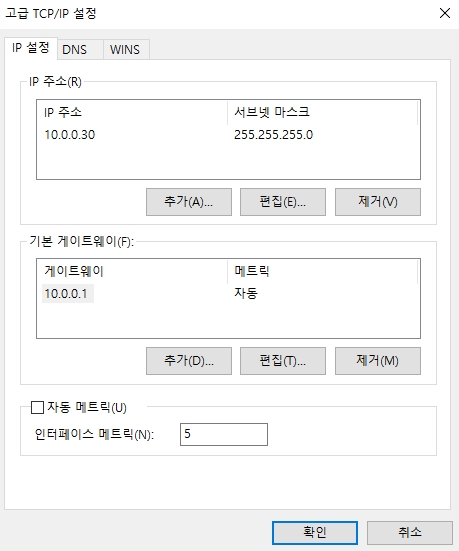 고급 TCP/IP 설정
IP 설정 DNS WINS
IP 주소(R)
IP 주소 서브넷 마스크
10.0.0.30 255.255.255.0
추가(A)... 편집(E)... 제거(V)
기본 게이트웨이(F):
게이트웨이 메트릭
10.0.0.1 자동
추가(D)... 편집(T)... 제거(M)
자동 메트릭(U)
인터페이스 메트릭(N): 5
확인 취소